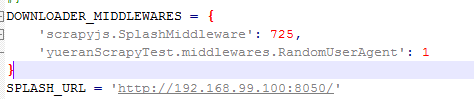 DOWNLOADER_MIDDLEWARES = {
'scrapyjs.SplashMiddleware': 725,
'yueranScrapyTest.middlewares.RandomUserAgent': 1
}
SPLASH_URL = 'http://192.168.99.100:8050/'